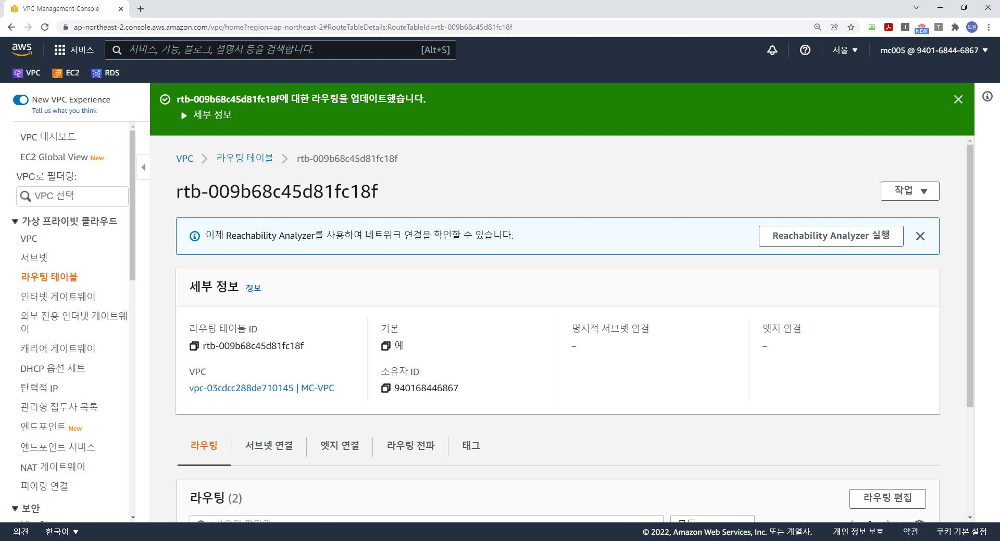 VPC Management Console
ap-northeast-2.console.aws.amazon.com/vpc/home?region=ap-northeast-2#RouteTableDetails:RouteTableId=rtb-009b68c45d81fc18f
NEW
도원
aws
서비스
서비스, 기능, 블로그, 설명서 등을 검색합니다.
[Alt+S]
서울 ▼
mc005 @ 9401-6844-6867 ▼
VPC
EC2
RDS
New VPC Experience
Tell us what you think
rtb-009b68c45d81fc18f에 대한 라우팅을 업데이트했습니다.
▶ 세부 정보
VPC 대시보드
EC2 Global View New
VPC로 필터링:
VPC 선택
▼ 가상 프라이빗 클라우드
VPC
서브넷
라우팅 테이블
인터넷 게이트웨이
외부 전용 인터넷 게이트웨
이
캐리어 게이트웨이
DHCP 옵션 세트
탄력적 IP
관리형 접두사 목록
엔드포인트 New
엔드포인트 서비스
NAT 게이트웨이
피어링 연결
▼ 보안
VPC > 라우팅 테이블 > rtb-009b68c45d81fc18f
rtb-009b68c45d81fc18f
작업 ▼
이제 Reachability Analyzer를 사용하여 네트워크 연결을 확인할 수 있습니다.
Reachability Analyzer 실행
세부 정보 정보
라우팅 테이블 ID
rtb-009b68c45d81fc18f
기본
예
명시적 서브넷 연결
–
엣지 연결
–
VPC
vpc-03cdcc288de710145 | MC-VPC
소유자 ID
940168446867
라우팅
서브넷 연결
엣지 연결
라우팅 전파
태그
라우팅 (2)
라우팅 편집
의견
한국어 ▼
© 2022, Amazon Web Services, Inc. 또는 계열사.
개인 정보 보호
약관
쿠키 기본 설정